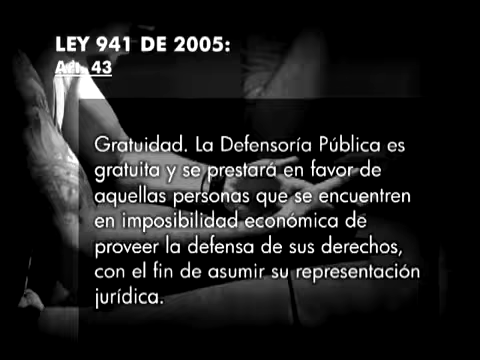 LEY 941 DE 2005:
Art. 43
Gratuidad. La Defensoría Pública es
gratuita y se prestará en favor de
aquellas personas que se encuentren
en imposibilidad económica de
proveer la defensa de sus derechos,
con el fin de asumir su representación
jurídica.